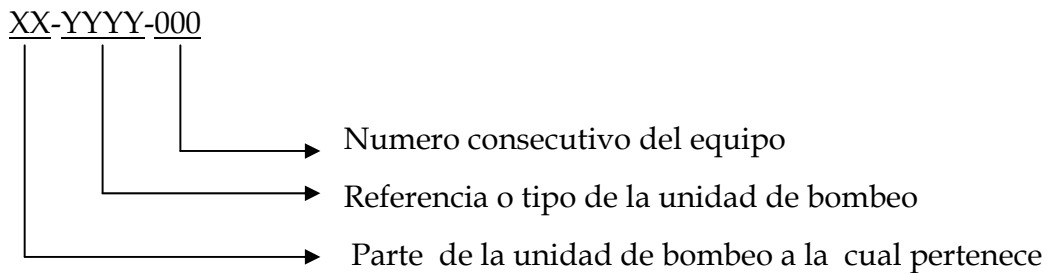 XX-YYYY-000
Numero consecutivo del equipo
Referencia o tipo de la unidad de bombeo
Parte de la unidad de bombeo a la cual pertenece